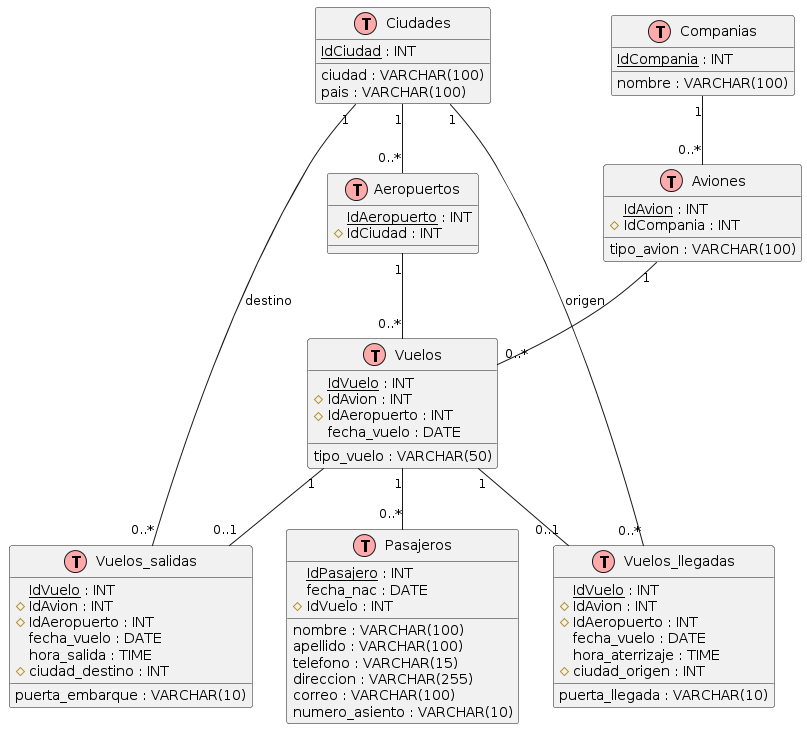 T Ciudades
IdCiudad : INT
ciudad : VARCHAR(100)
pais : VARCHAR(100)
T Companias
IdCompania : INT
nombre : VARCHAR(100)
1
1
1
1
0..*
0..*
T Aeropuertos
IdAeropuerto : INT
IdCiudad : INT
T Aviones
IdAvion : INT
IdCompania : INT
tipo_avion : VARCHAR(100)
1
1
destino
origen
0..*
0..*
T Vuelos
IdVuelo : INT
IdAvion : INT
IdAeropuerto : INT
fecha_vuelo : DATE
tipo_vuelo : VARCHAR(50)
1
1
1
0..*
0..1
0..*
0..1
0..*
T Vuelos_salidas
IdVuelo : INT
IdAvion : INT
IdAeropuerto : INT
fecha_vuelo : DATE
hora_salida : TIME
ciudad_destino : INT
puerta_embarque : VARCHAR(10)
T Pasajeros
IdPasajero : INT
fecha_nac : DATE
IdVuelo : INT
nombre : VARCHAR(100)
apellido : VARCHAR(100)
telefono : VARCHAR(15)
direccion : VARCHAR(255)
correo : VARCHAR(100)
numero_asiento : VARCHAR(10)
T Vuelos_llegadas
IdVuelo : INT
IdAvion : INT
IdAeropuerto : INT
fecha_vuelo : DATE
hora_aterrizaje : TIME
ciudad_origen : INT
puerta_llegada : VARCHAR(10)